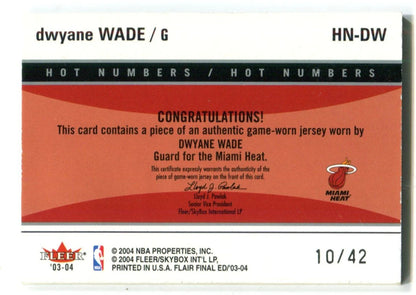 dwyane WADE / G
HN-DW
HOT NUMBERS / HOT NUMBERS
CONGRATULATIONS!
This card contains a piece of an authentic game-worn jersey worn by
DWYANE WADE
Guard for the Miami Heat.
This certificate expressly warrants the authenticity of the
piece of game-worn jersey on the front of this card.
Lloyd J. Pawlak
Lloyd J. Pawlak
Senior Vice President
Fleer/Skybox International LP
MIAMI
HEAT
FLEER
'03-04
NBA
© 2004 NBA PROPERTIES, INC.
© 2004 FLEER/SKYBOX INT'L LP.
PRINTED IN U.S.A. FLAIR FINAL ED/'03-04
10/42